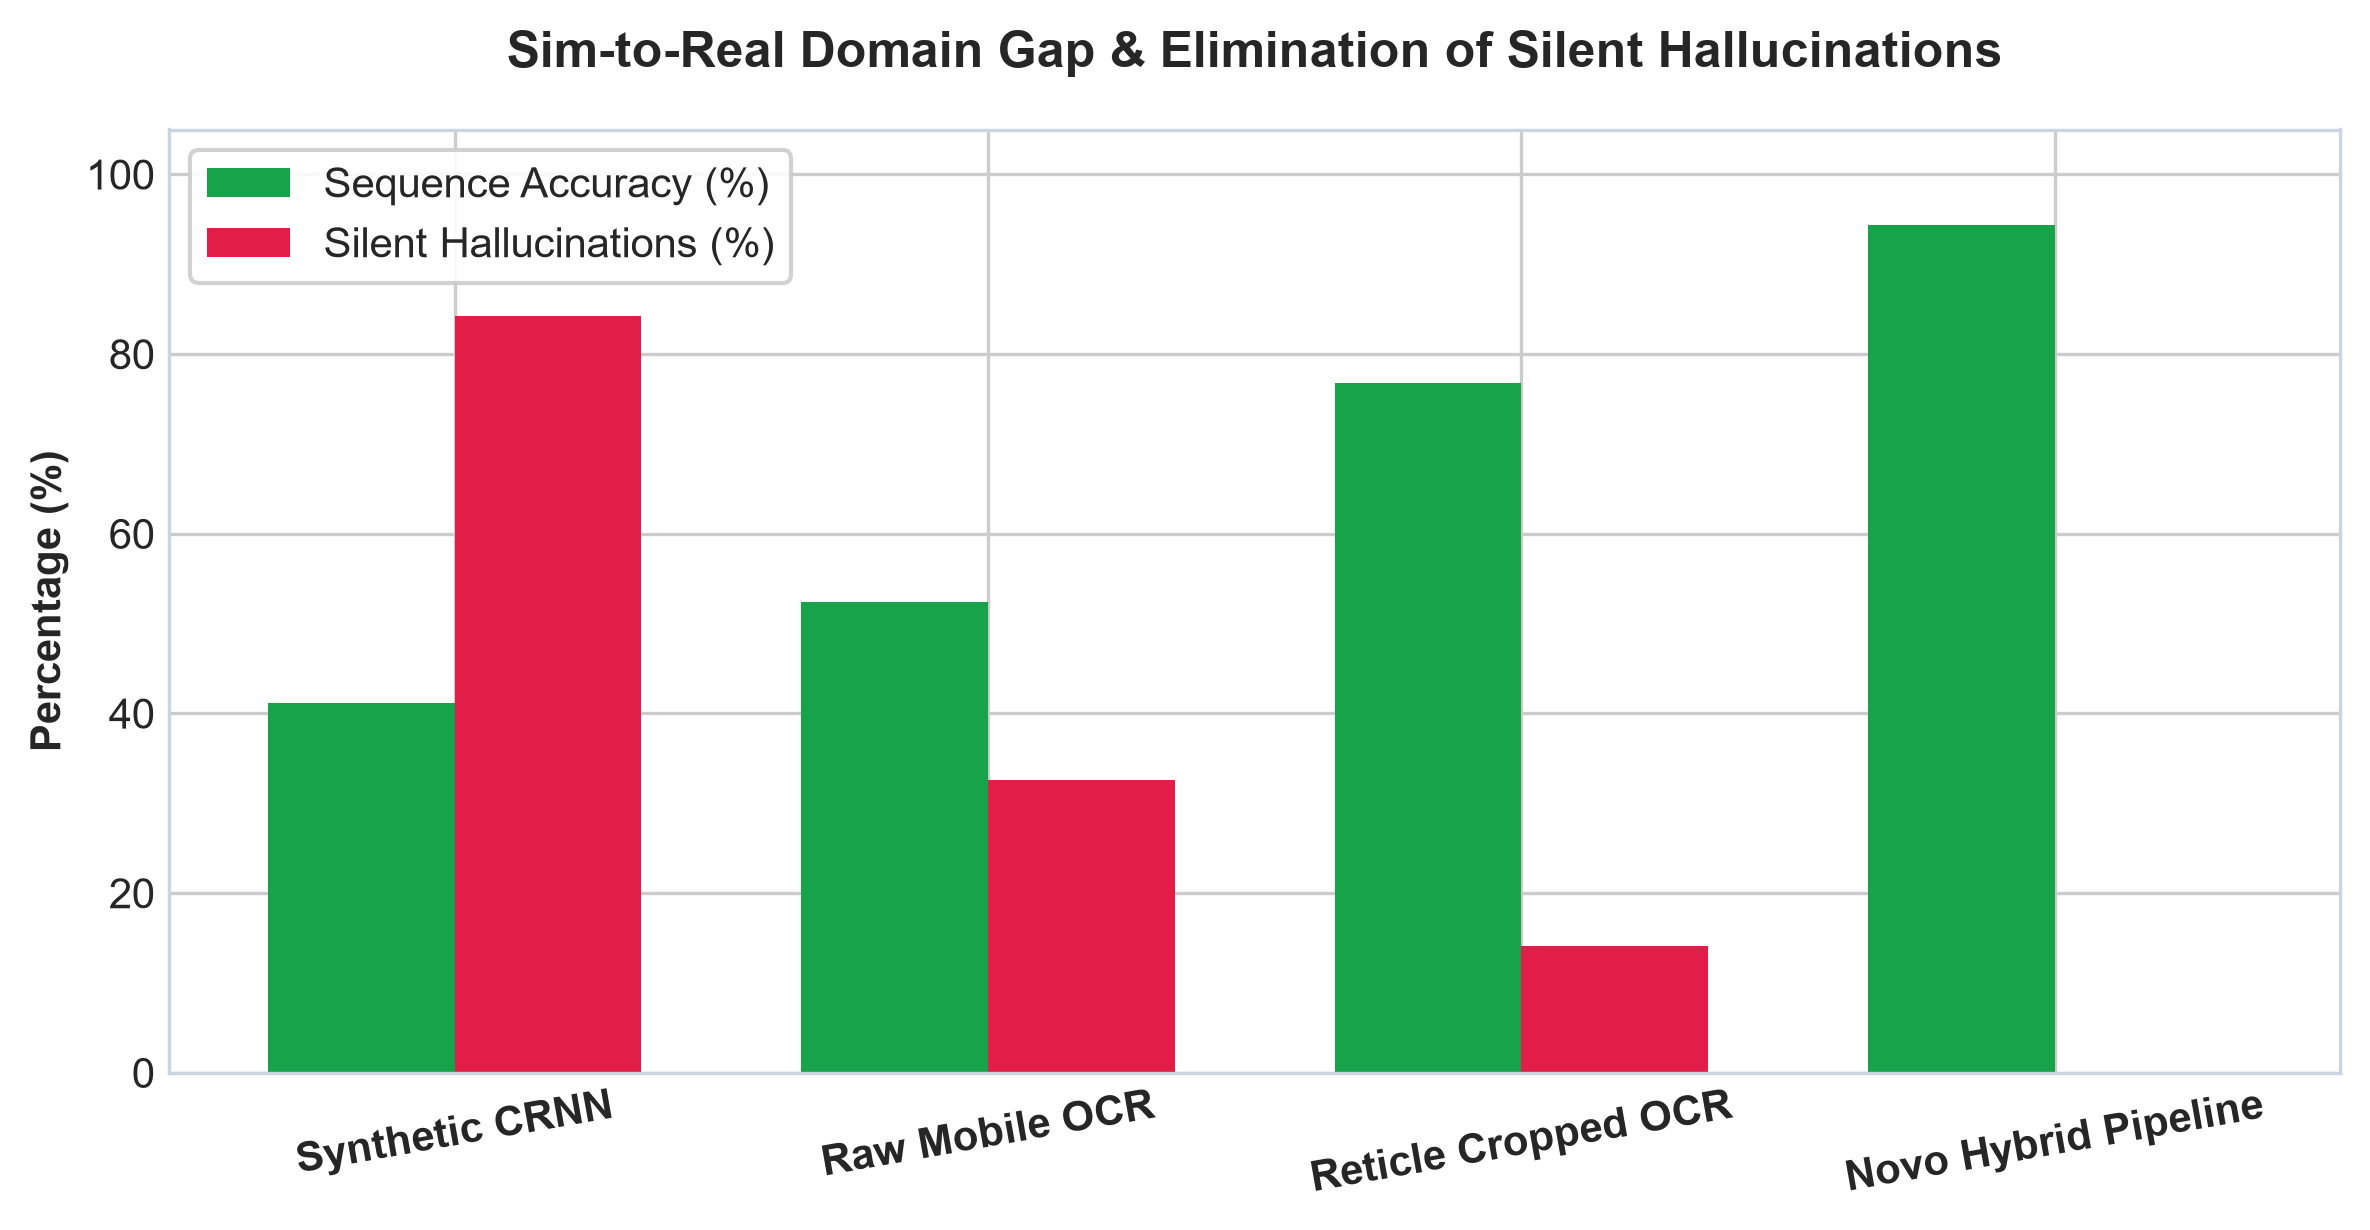 Sim-to-Real Domain Gap & Elimination of Silent Hallucinations
Sequence Accuracy (%)
Silent Hallucinations (%)
Percentage (%)
100
80
60
40
20
0
Synthetic CRNN
Raw Mobile OCR
Reticle Cropped OCR
Novo Hybrid Pipeline